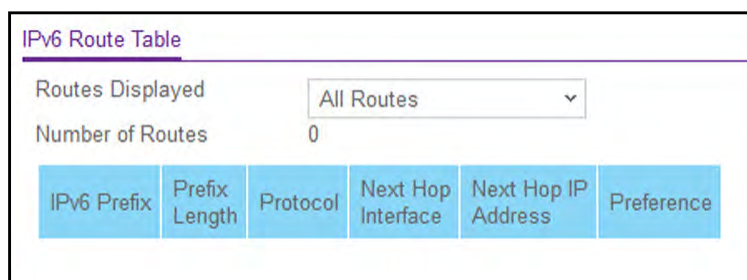 IPv6 Route Table
Routes Displayed All Routes
Number of Routes 0
IPv6 Prefix Prefix Length Protocol Next Hop Interface Next Hop IP Address Preference